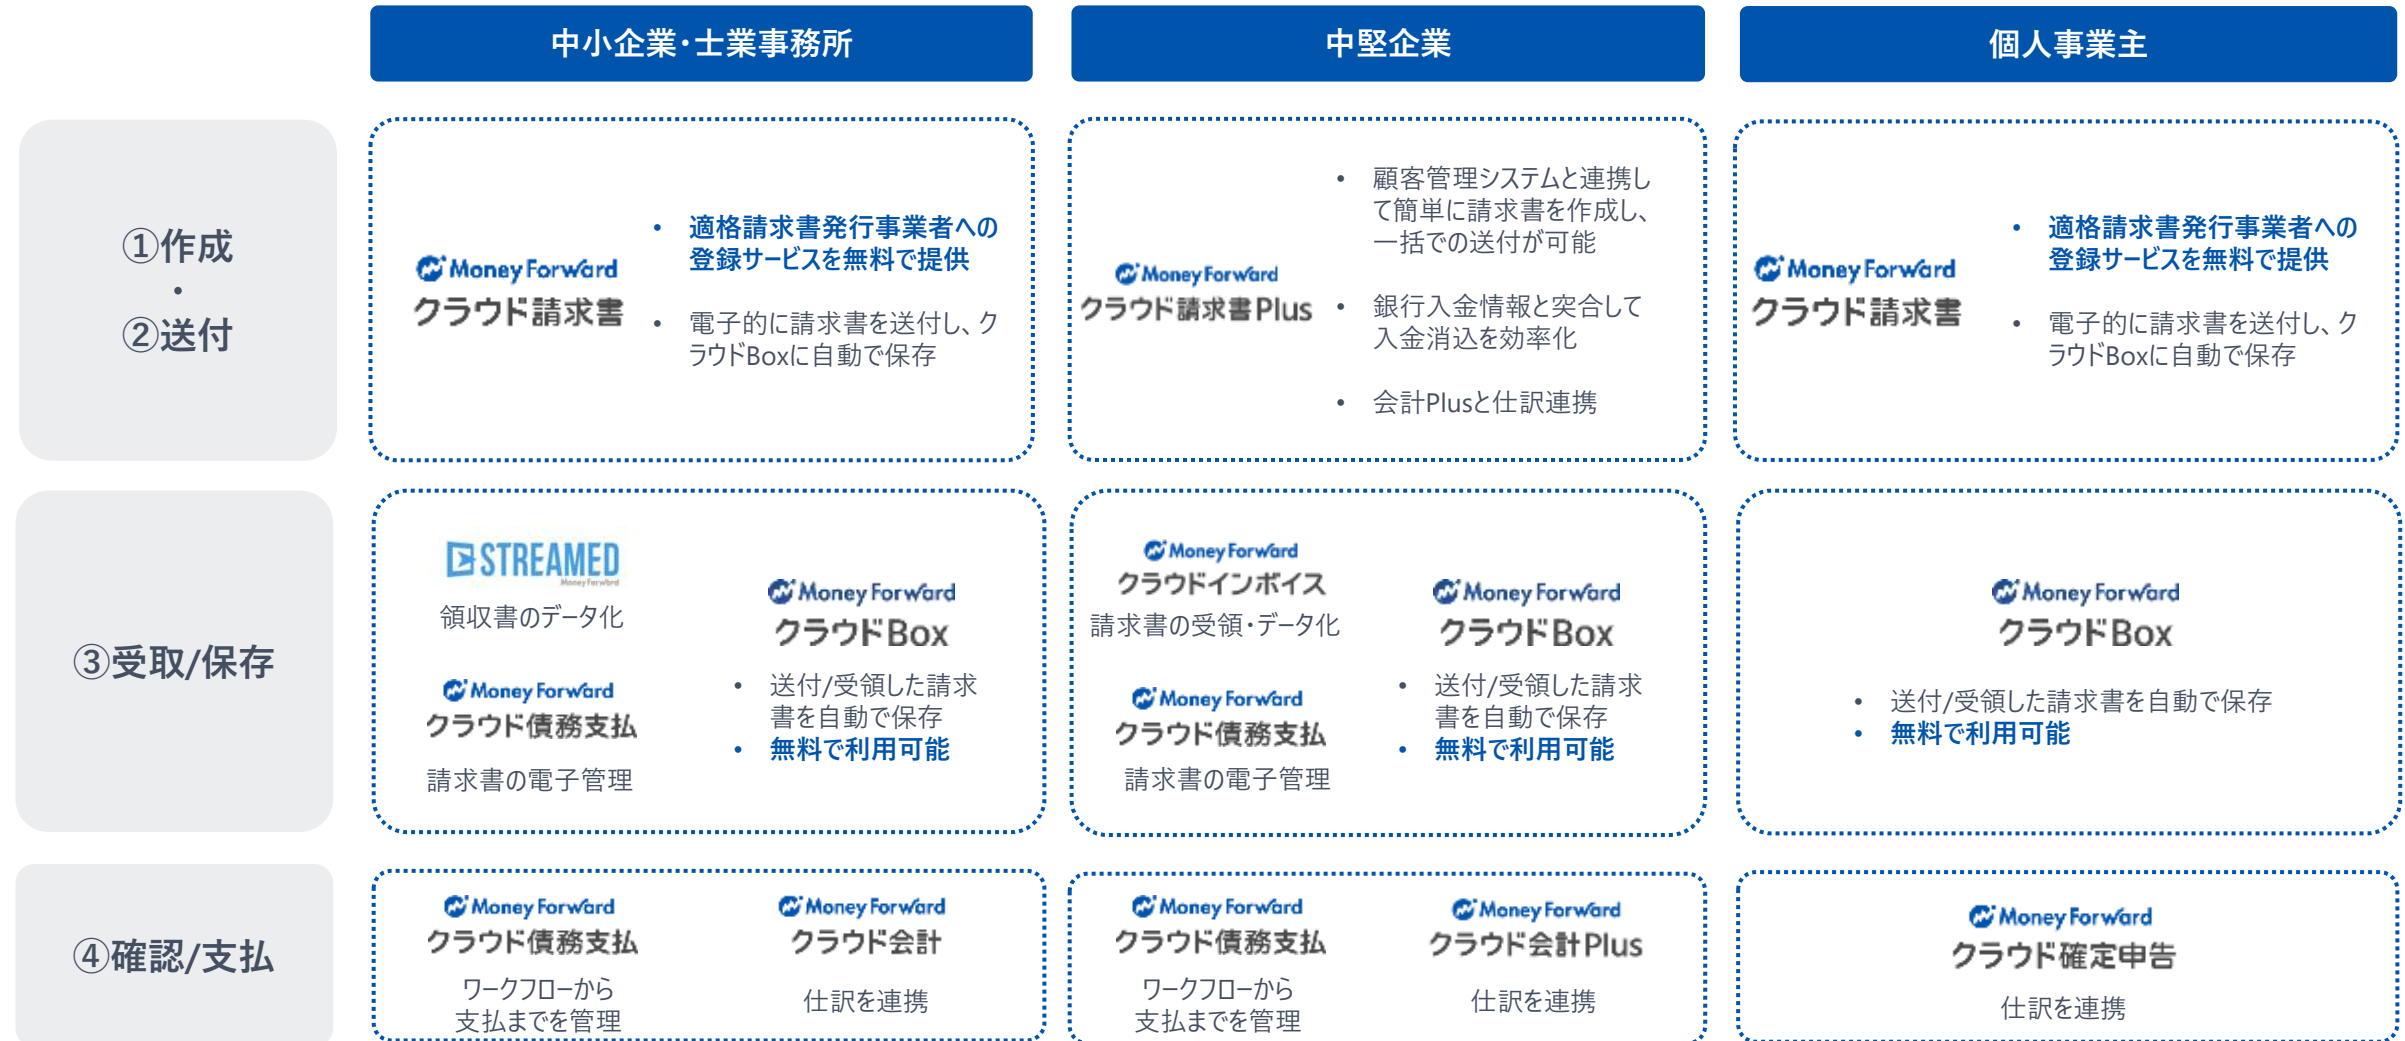 中小企業・士業事務所
中堅企業
個人事業主
①作成
・
②送付
Money Forward
クラウド請求書
• 適格請求書発行事業者への
登録サービスを無料で提供
• 電子的に請求書を送付し、ク
ラウドBoxに自動で保存
Money Forward
クラウド請求書Plus
• 顧客管理システムと連携し
て簡単に請求書を作成し、
一括での送付が可能
• 銀行入金情報と突合して
入金消込を効率化
• 会計Plusと仕訳連携
Money Forward
クラウド請求書
• 適格請求書発行事業者への
登録サービスを無料で提供
• 電子的に請求書を送付し、ク
ラウドBoxに自動で保存
③受取/保存
STREAMED
Money Forward
領収書のデータ化
Money Forward
クラウド債務支払
請求書の電子管理
Money Forward
クラウドBox
• 送付/受領した請求
書を自動で保存
• 無料で利用可能
Money Forward
クラウドインボイス
請求書の受領・データ化
Money Forward
クラウド債務支払
請求書の電子管理
Money Forward
クラウドBox
• 送付/受領した請求
書を自動で保存
• 無料で利用可能
Money Forward
クラウドBox
• 送付/受領した請求書を自動で保存
• 無料で利用可能
④確認/支払
Money Forward
クラウド債務支払
ワークフローから
支払までを管理
Money Forward
クラウド会計
仕訳を連携
Money Forward
クラウド債務支払
ワークフローから
支払までを管理
Money Forward
クラウド会計Plus
仕訳を連携
Money Forward
クラウド確定申告
仕訳を連携